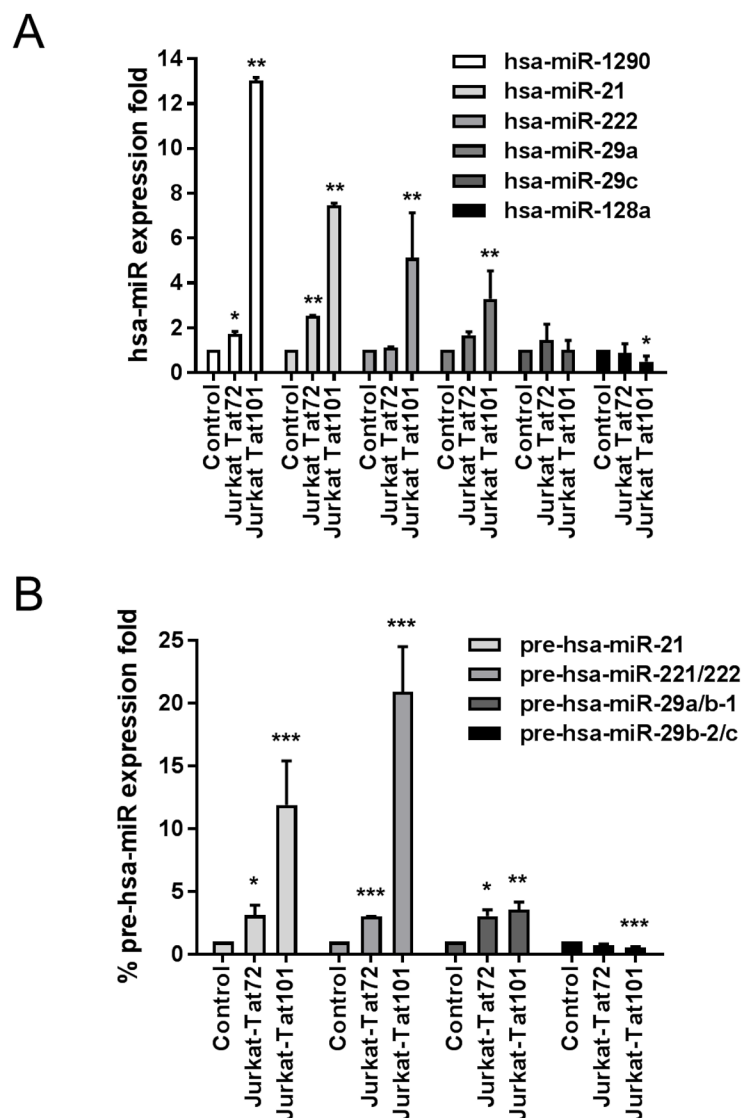 A
14
12
10
8
6
4
2
0
hsa-miR expression fold
**
*
**
**
**
**
*
hsa-miR-1290
hsa-miR-21
hsa-miR-222
hsa-miR-29a
hsa-miR-29c
hsa-miR-128a
Control
Jurkat Tat72
Jurkat Tat101
Control
Jurkat Tat72
Jurkat Tat101
Control
Jurkat Tat72
Jurkat Tat101
Control
Jurkat Tat72
Jurkat Tat101
Control
Jurkat Tat72
Jurkat Tat101
Control
Jurkat Tat72
Jurkat Tat101
B
25
20
15
10
5
0
% pre-hsa-miR expression fold
*
***
***
***
*
**
***
pre-hsa-miR-21
pre-hsa-miR-221/222
pre-hsa-miR-29a/b-1
pre-hsa-miR-29b-2/c
Control
Jurkat-Tat72
Jurkat-Tat101
Control
Jurkat-Tat72
Jurkat-Tat101
Control
Jurkat-Tat72
Jurkat-Tat101
Control
Jurkat-Tat72
Jurkat-Tat101